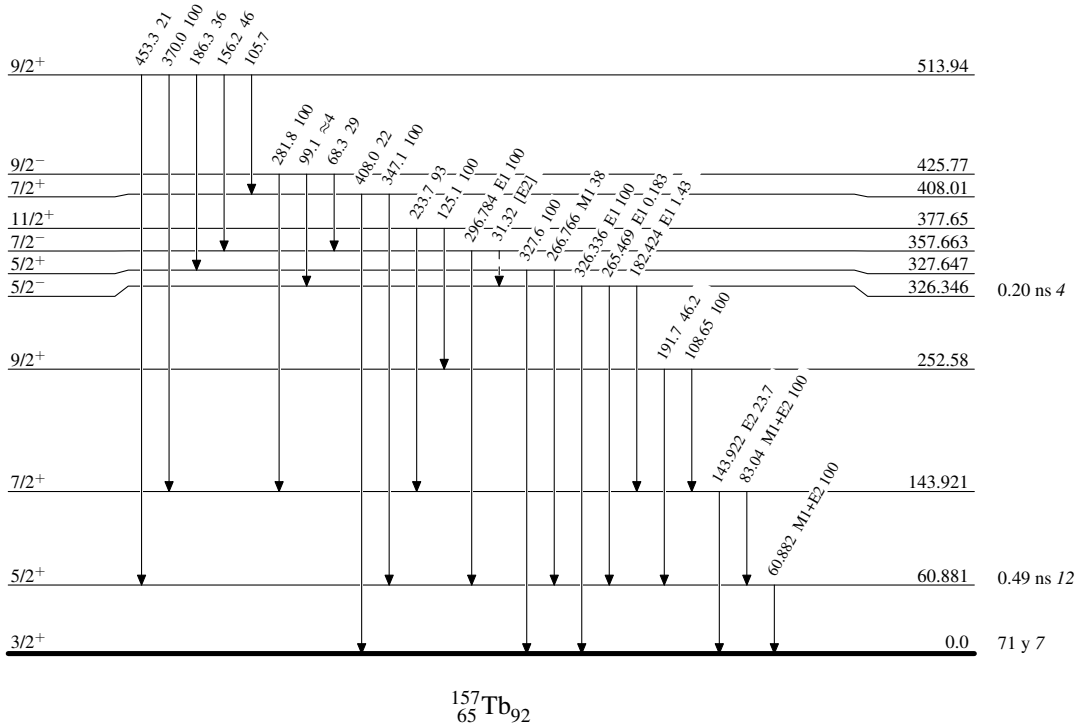 453.3 21
370.0 100
186.3 36
156.2 46
105.7
9/2+ 513.94
281.8 100
99.1 ≈4
68.3 29
9/2− 425.77
408.0 22
347.1 100
7/2+ 408.01
233.7 93
125.1 100
11/2+ 377.65
296.784 E1 100
31.32 [E2]
7/2− 357.663
327.6 100
266.766 M1 38
5/2+ 327.647
326.336 E1 100
265.469 E1 0.183
182.424 E1 1.43
5/2− 326.346 0.20 ns 4
191.7 46.2
108.65 100
9/2+ 252.58
143.922 E2 23.7
83.04 M1+E2 100
7/2+ 143.921
60.882 M1+E2 100
5/2+ 60.881 0.49 ns 12
3/2+ 0.0 71 y 7
157 65 Tb 92